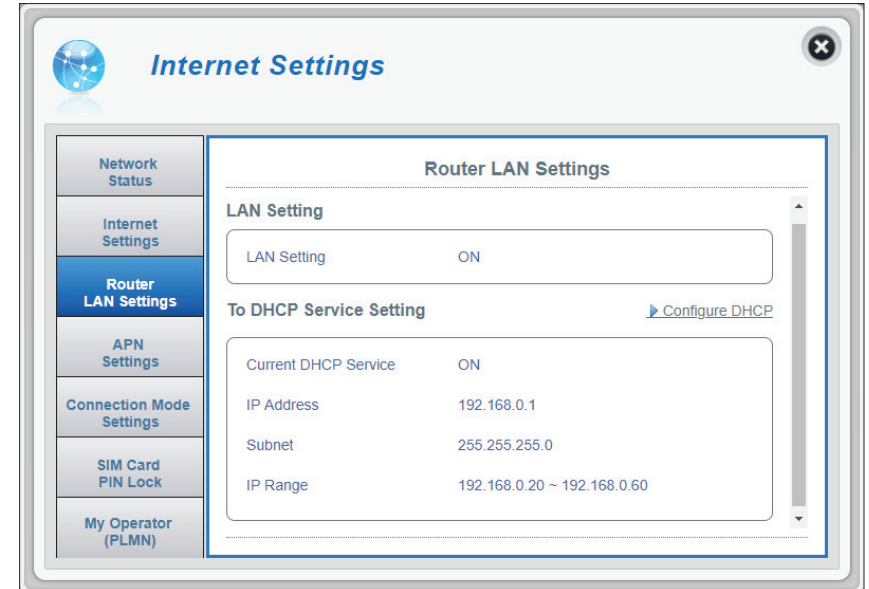 Internet Settings
Network
Status
Internet
Settings
Router
LAN Settings
APN
Settings
Connection Mode
Settings
SIM Card
PIN Lock
My Operator
(PLMN)
Router LAN Settings
LAN Setting
LAN Setting ON
To DHCP Service Setting Configure DHCP
Current DHCP Service ON
IP Address 192.168.0.1
Subnet 255.255.255.0
IP Range 192.168.0.20 ~ 192.168.0.60